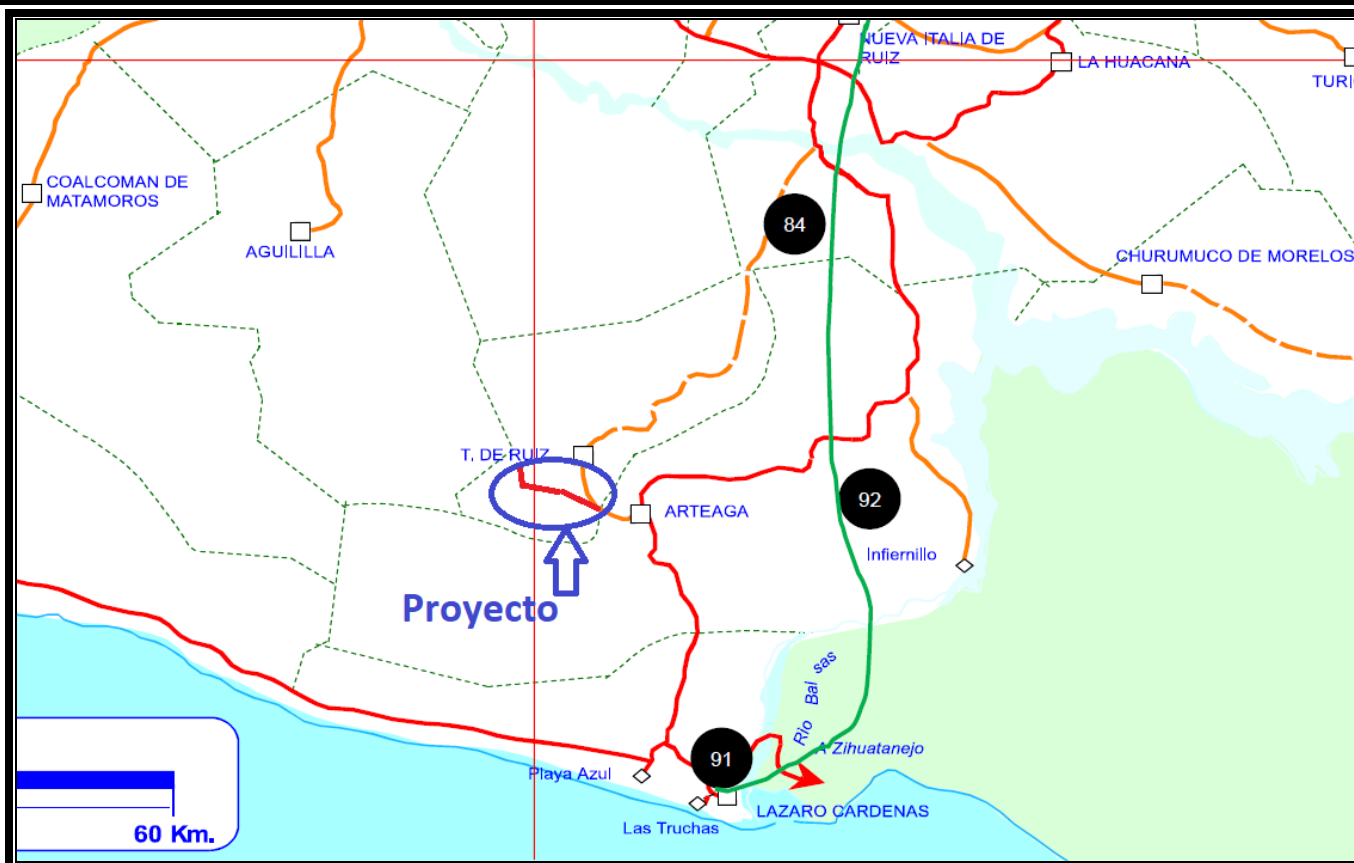 NUEVA ITALIA DE
RUIZ
LA HUACANA
COALCOMAN DE
MATAMOROS
AGUILILLA
84
CHURUMUCO DE MORELOS
T. DE RUIZ
ARTEAGA
92
Infiernillo
Proyecto
Rio Bal sas
A Zihuatanejo
91
Playa Azul
LAZARO CARDENAS
Las Truchas
60 Km.